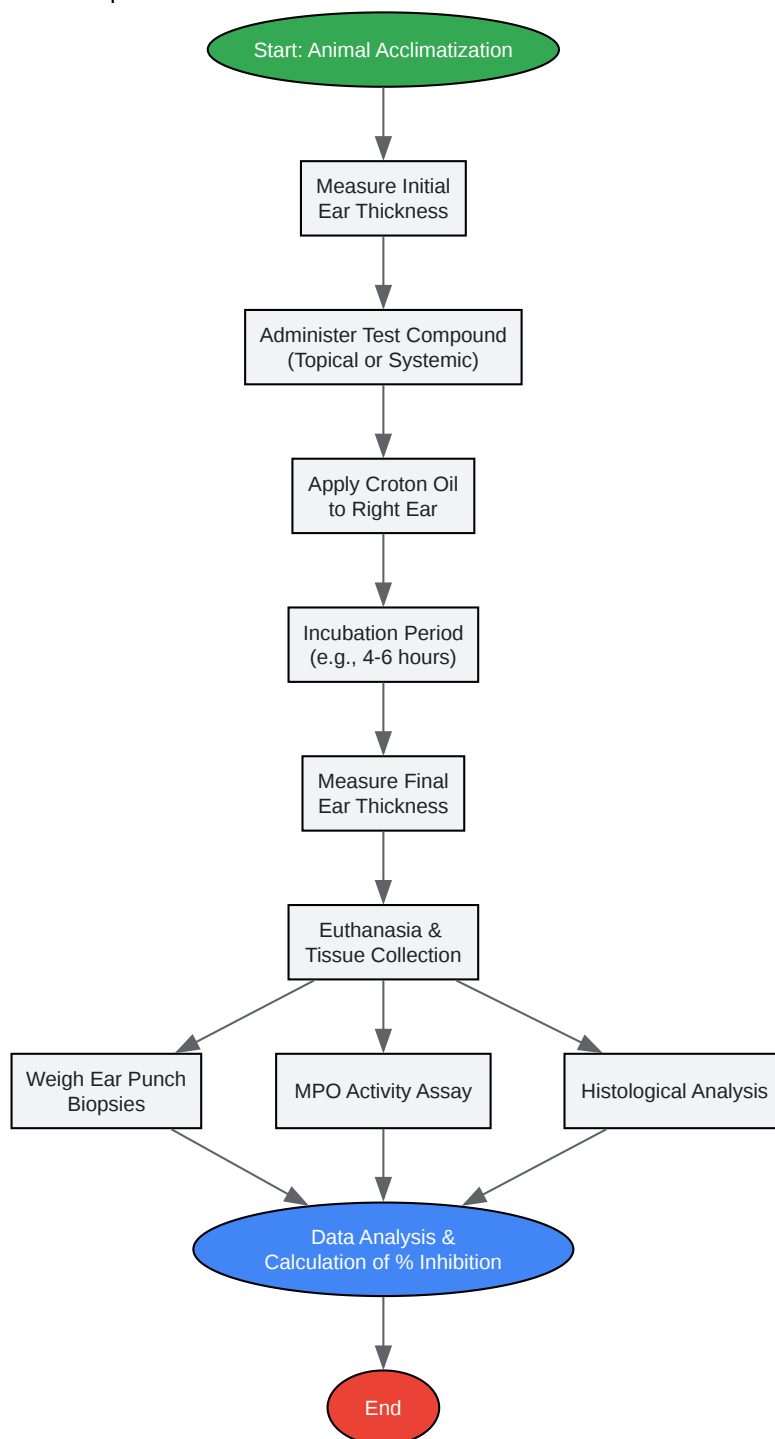 Start: Animal Acclimatization
Measure Initial
Ear Thickness
Administer Test Compound
(Topical or Systemic)
Apply Croton Oil
to Right Ear
Incubation Period
(e.g., 4-6 hours)
Measure Final
Ear Thickness
Euthanasia &
Tissue Collection
Weigh Ear Punch
Biopsies
MPO Activity Assay
Histological Analysis
Data Analysis &
Calculation of % Inhibition
End